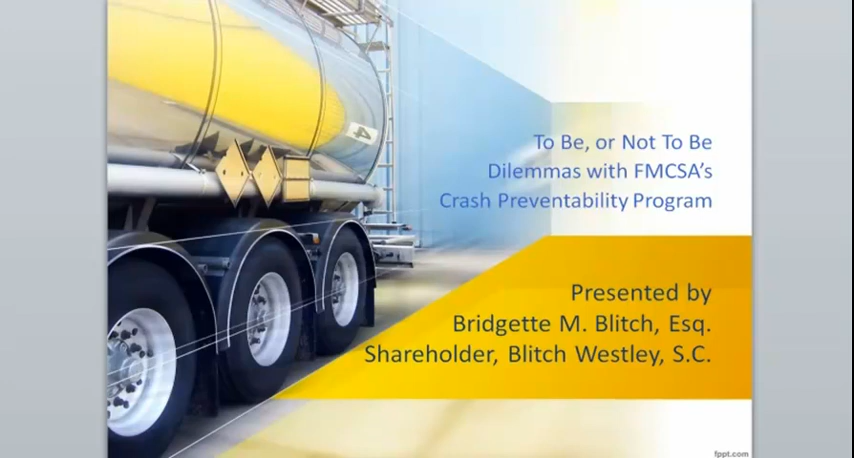 4
To Be, or Not To Be
Dilemmas with FMCSA's
Crash Preventability Program
Presented by
Bridgette M. Blitch, Esq.
Shareholder, Blitch Westley, S.C.
fppt.com